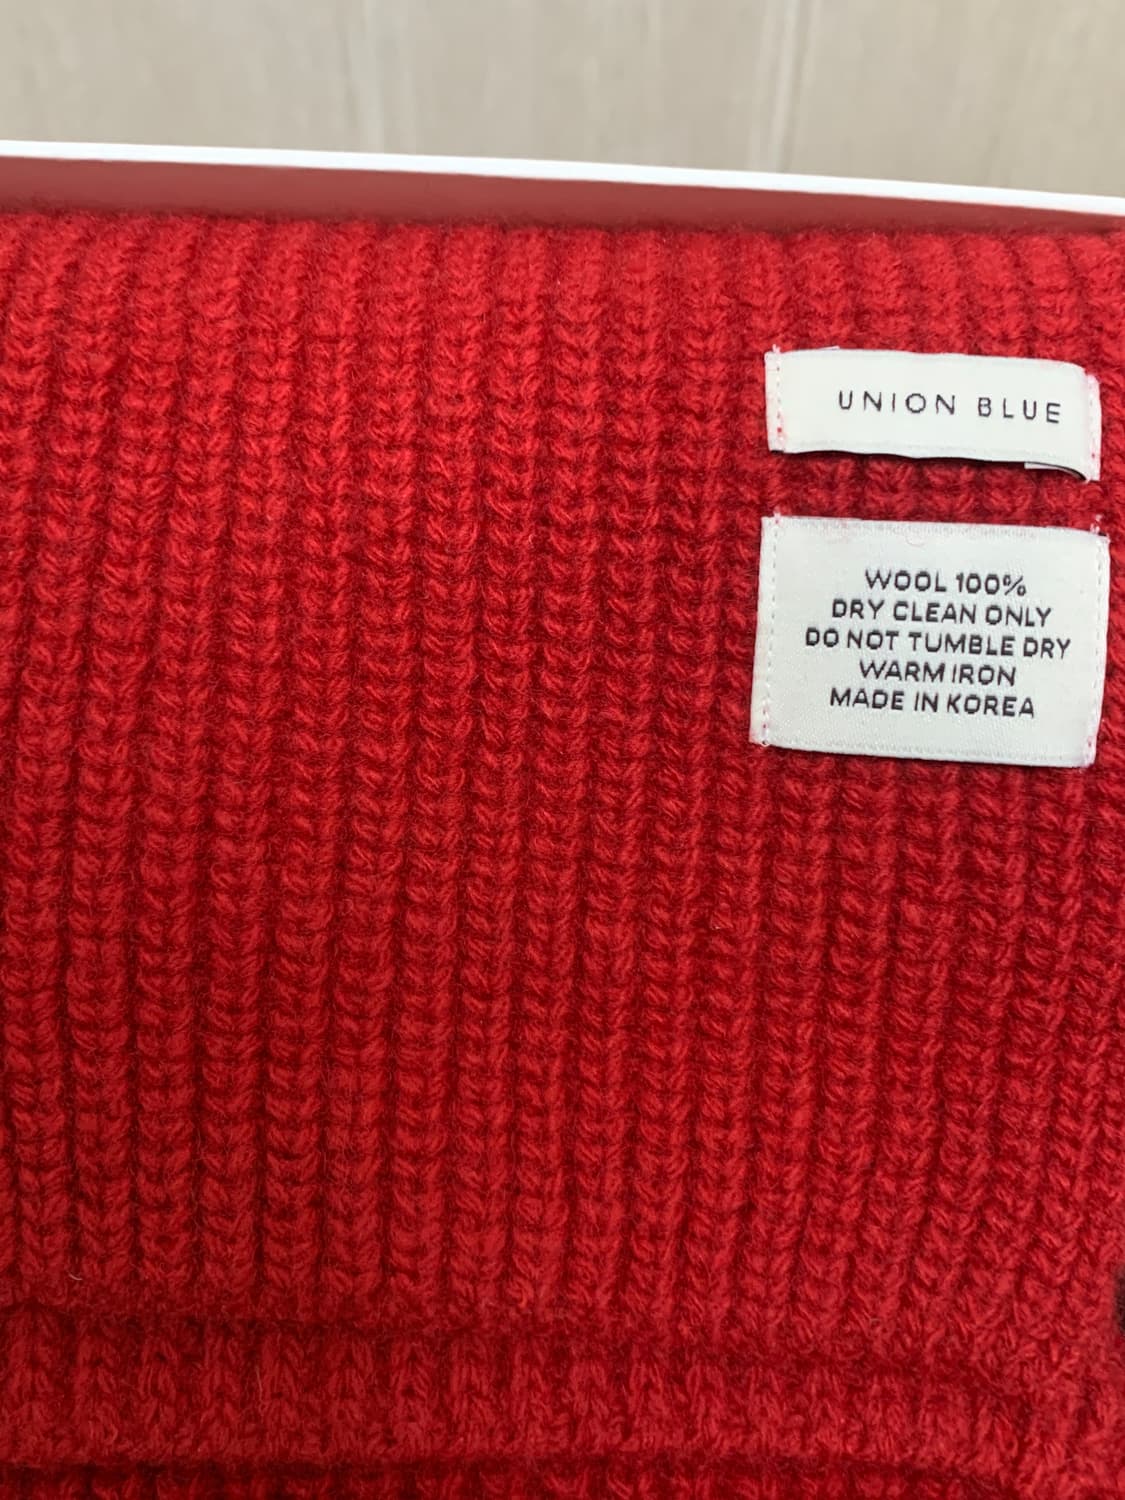 UNION BLUE
WOOL 100%
DRY CLEAN ONLY
DO NOT TUMBLE DRY
WARM IRON
MADE IN KOREA